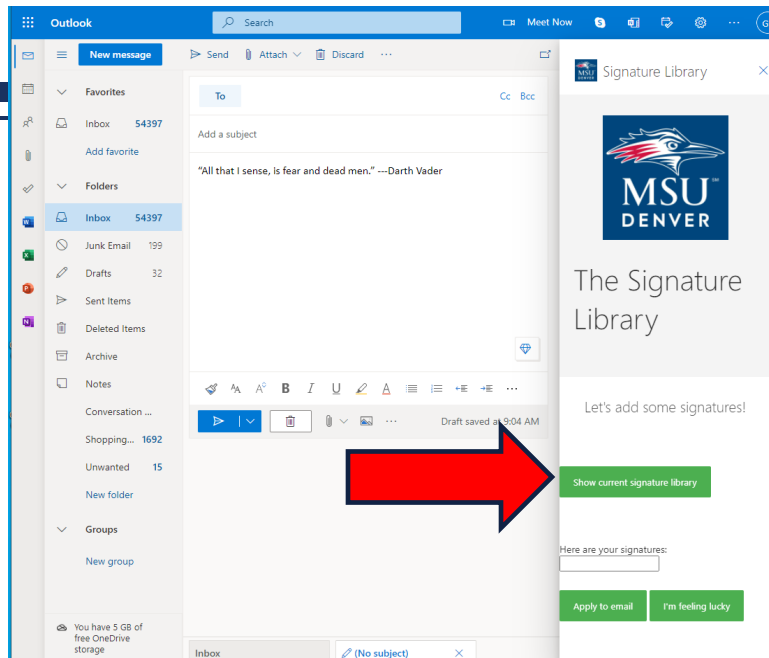 Outlook
Search
Meet Now
G
New message
Send
Attach
Discard
Favorites
Inbox 54397
Add favorite
Folders
Inbox 54397
Junk Email 199
Drafts 32
Sent Items
Deleted Items
Archive
Notes
Conversation ...
Shopping... 1692
Unwanted 15
New folder
Groups
New group
You have 5 GB of
free OneDrive
storage
To
Cc Bcc
Add a subject
“All that I sense, is fear and dead men.” ---Darth Vader
B I U A
Draft saved at 9:04 AM
Inbox
(No subject)
MSU
Signature Library
MSU™
DENVER
The Signature
Library
Let's add some signatures!
Show current signature library
Here are your signatures:
Apply to email
I'm feeling lucky